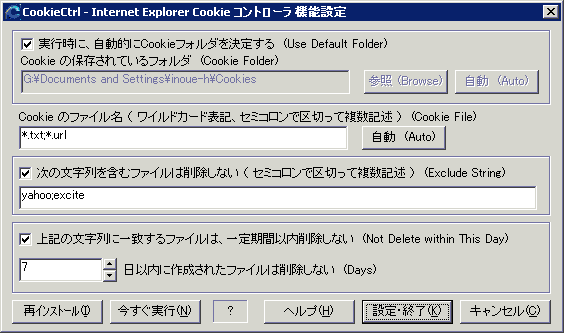 CookieCtrl - Internet Explorer Cookie コントローラ 機能設定
実行時に、自動的にCookieフォルダを決定する (Use Default Folder)
Cookie の保存されているフォルダ (Cookie Folder)
G:¥Documents and Settings¥inoue-h¥Cookies
参照 (Browse)
自動 (Auto)
Cookie のファイル名 ( ワイルドカード表記、セミコロンで区切って複数記述 ) (Cookie File)
*.txt;*.url
自動 (Auto)
次の文字列を含むファイルは削除しない ( セミコロンで区切って複数記述 ) (Exclude String)
yahoo;excite
上記の文字列に一致するファイルは、一定期間以内削除しない (Not Delete within This Day)
7
日以内に作成されたファイルは削除しない (Days)
再インストール(I)
今すぐ実行(N)
?
ヘルプ(H)
設定・終了(K)
キャンセル(C)